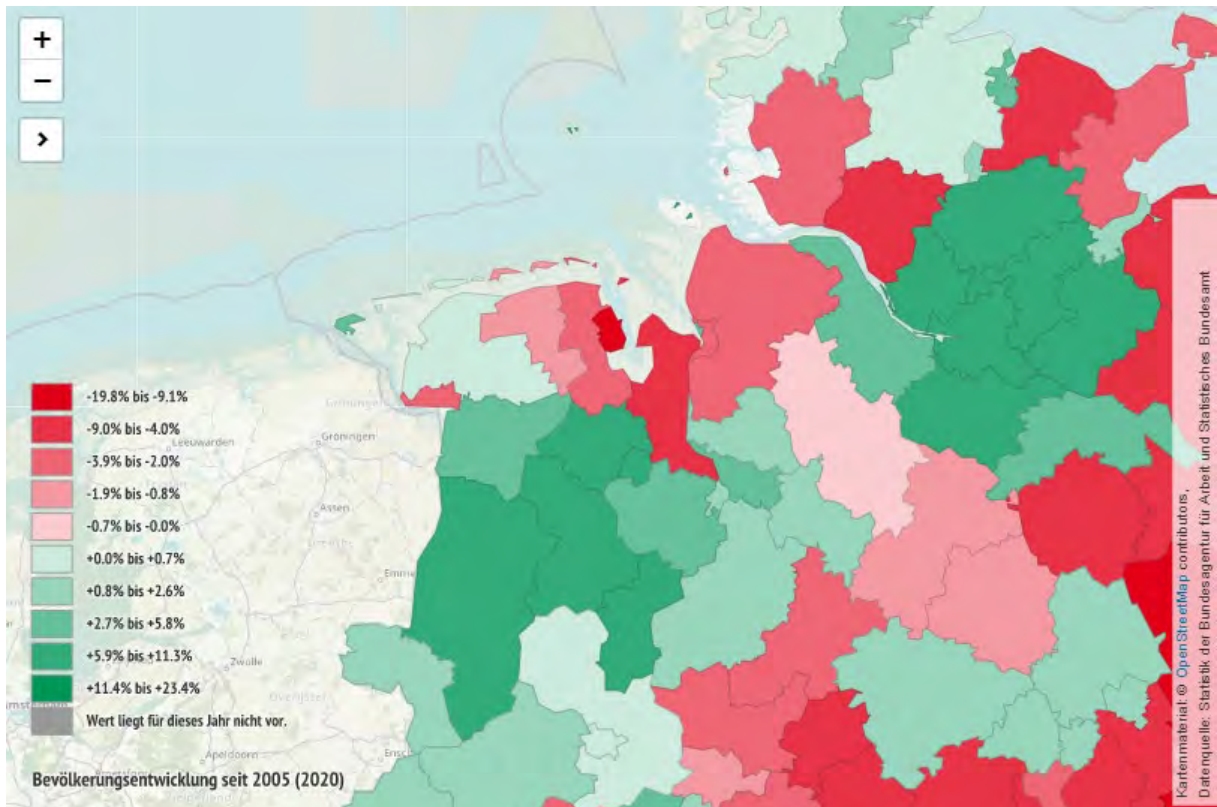 +
−
>
-19.8% bis -9.1%
-9.0% bis -4.0%
-3.9% bis -2.0%
-1.9% bis -0.8%
-0.7% bis -0.0%
+0.0% bis +0.7%
+0.8% bis +2.6%
+2.7% bis +5.8%
+5.9% bis +11.3%
+11.4% bis +23.4%
Wert liegt für dieses Jahr nicht vor.
Bevölkerungsentwicklung seit 2005 (2020)
Leeuwarden
Groningen
Assen
Emme
Zwolle
Apeldoorn
Ensch
Kartenmaterial: © OpenStreetMap contributors,
Datenquelle: Statistik der Bundesagentur für Arbeit und Statistisches Bundesamt